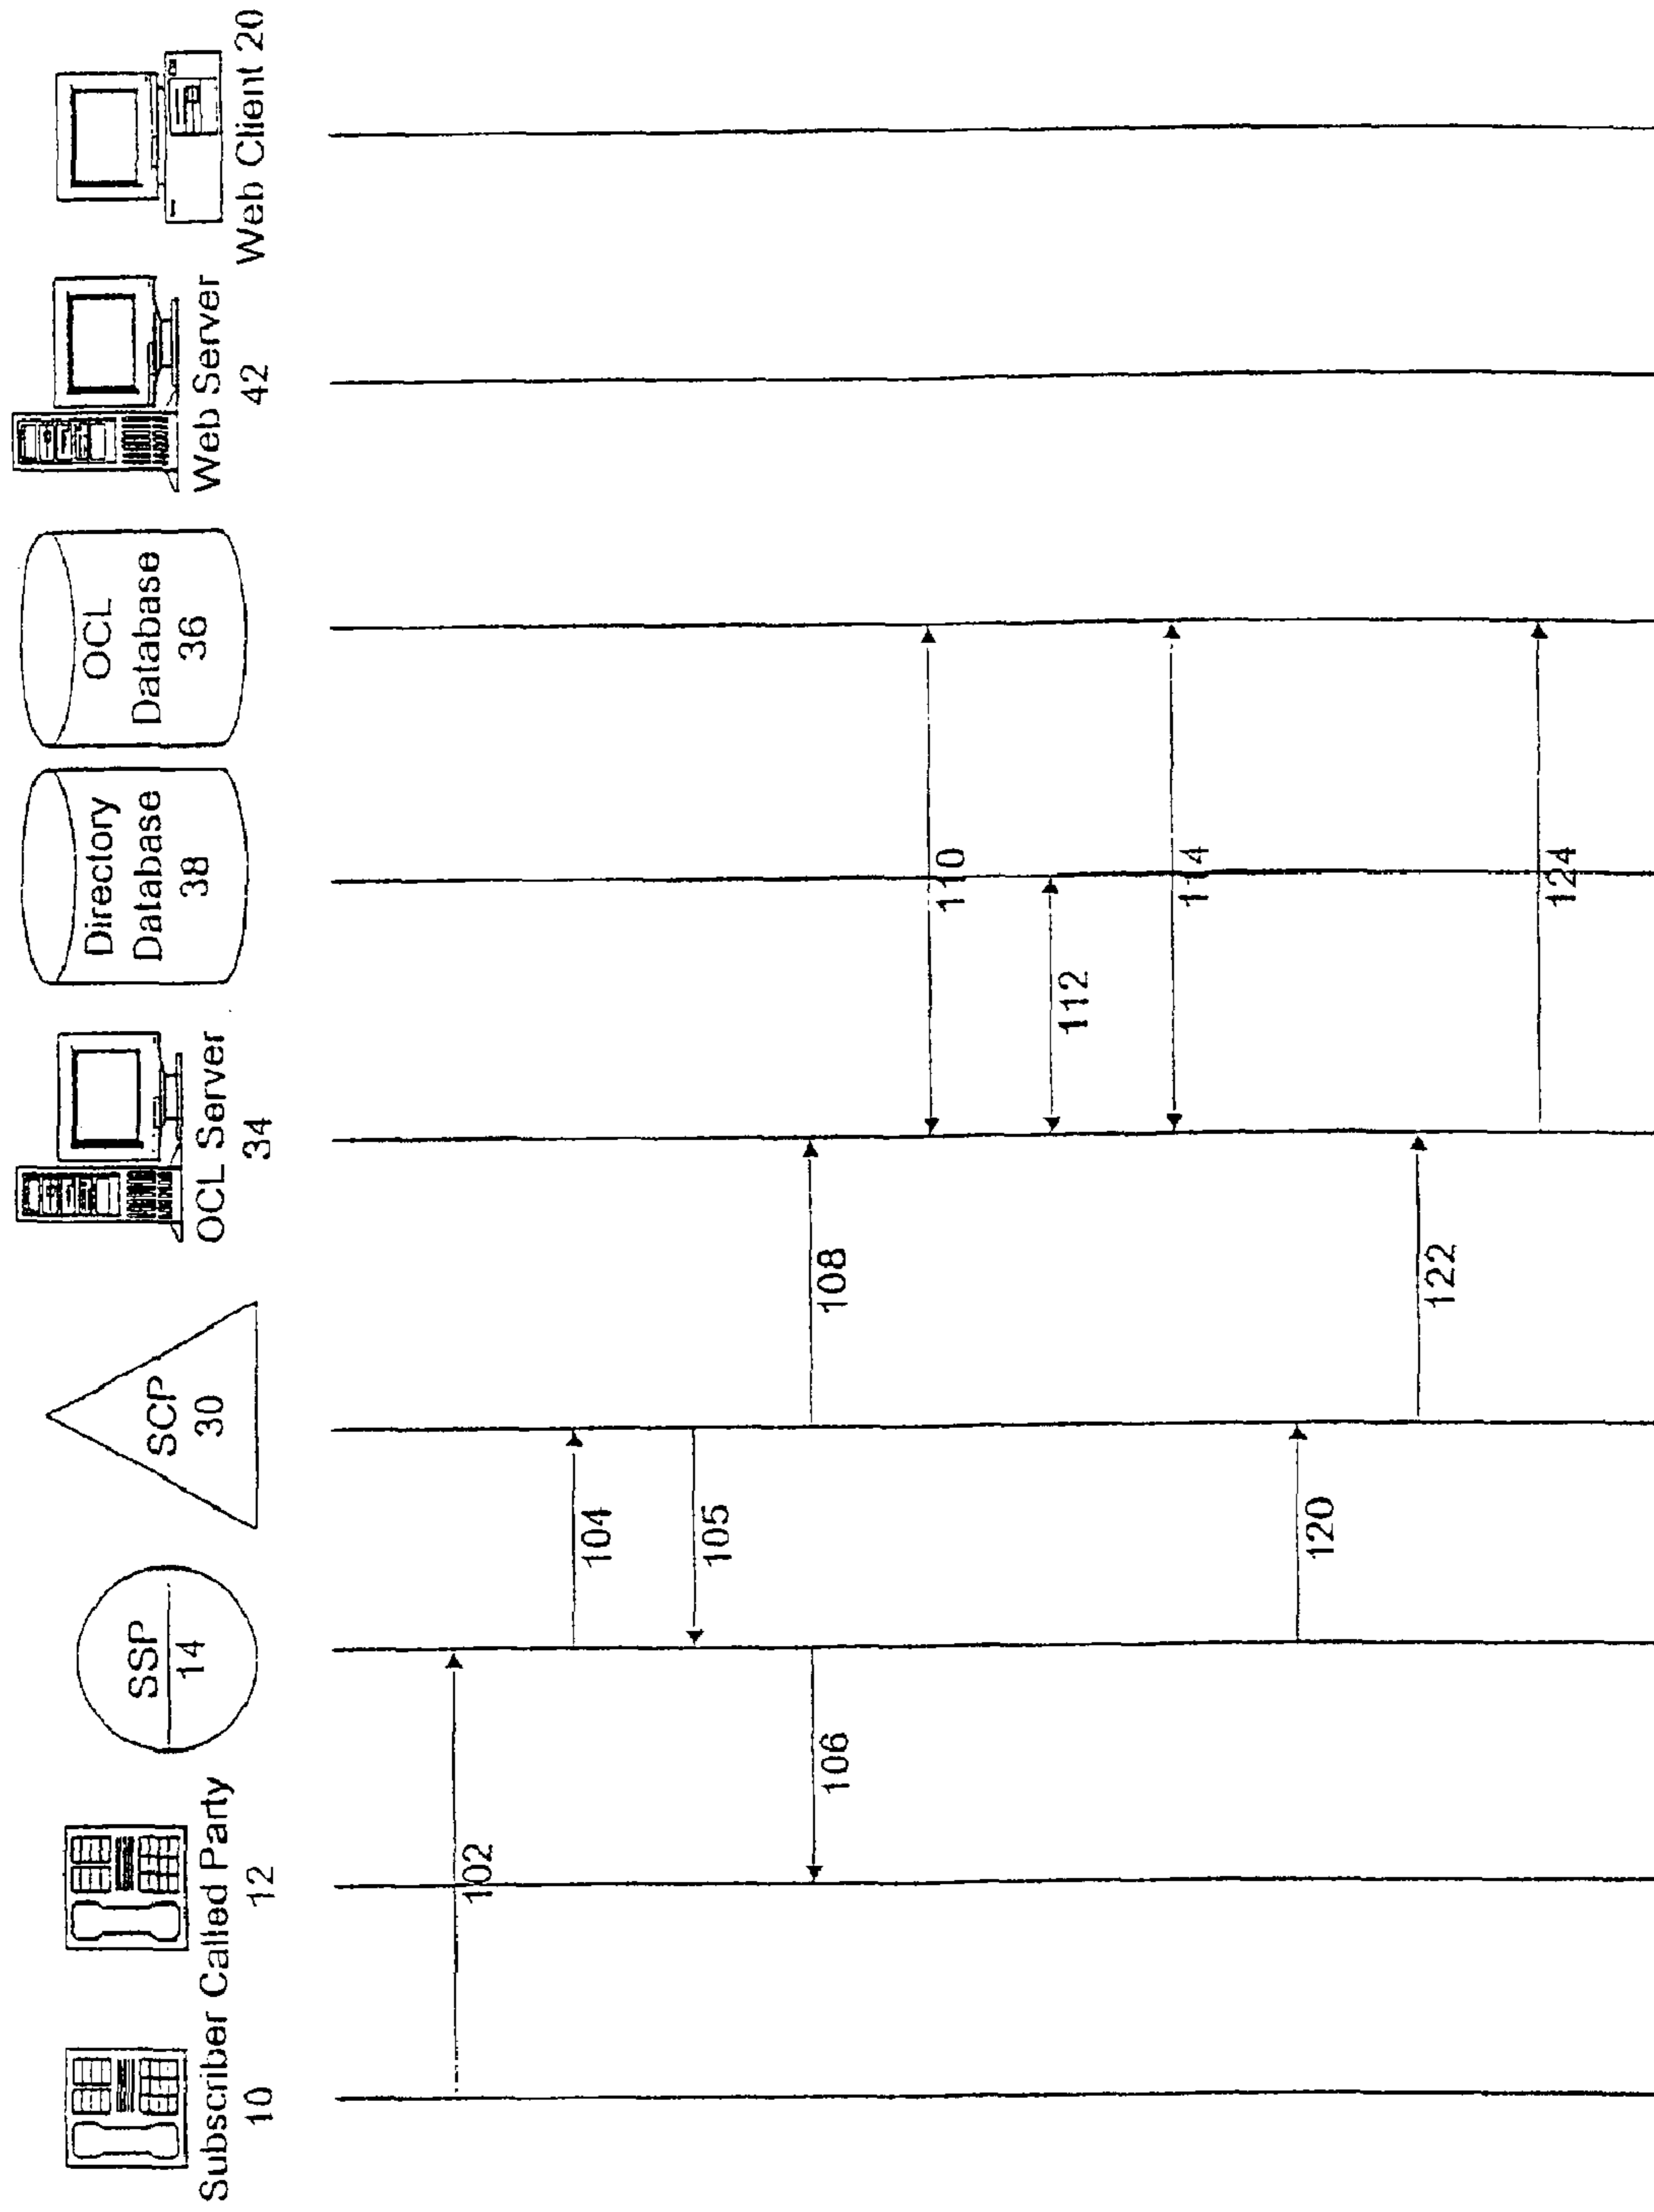 Subscriber
10
Called Party
12
SSP
14
SCP
30
OCL Server
34
Directory
Database
38
OCL
Database
36
Web Server
42
Web Client 20
102
104
105
106
108
110
112
114
120
122
124